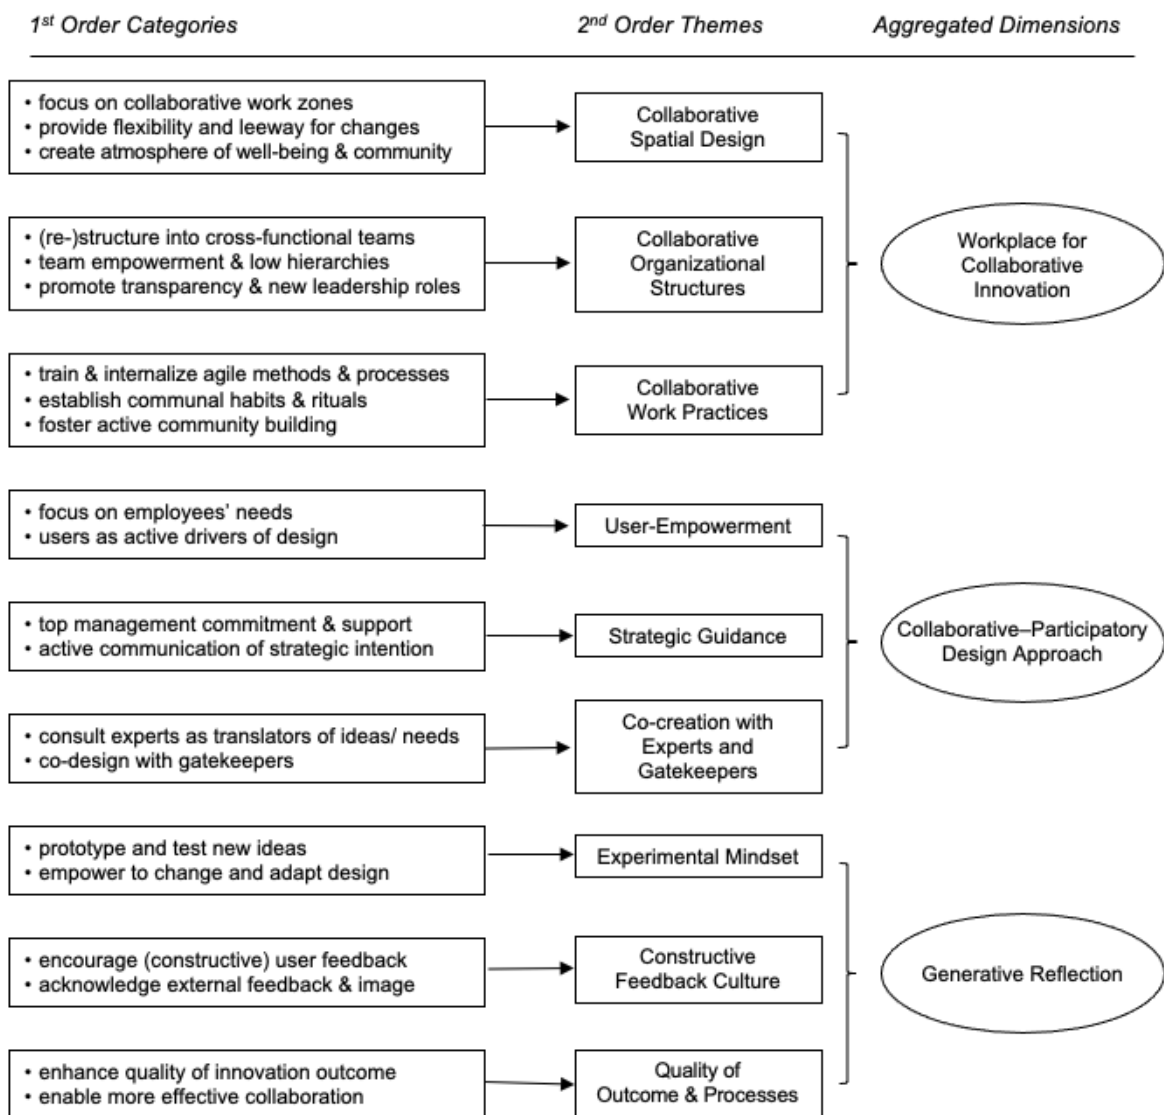 1st Order Categories
2nd Order Themes
Aggregated Dimensions
• focus on collaborative work zones
• provide flexibility and leeway for changes
• create atmosphere of well-being & community
Collaborative
Spatial Design
• (re-)structure into cross-functional teams
• team empowerment & low hierarchies
• promote transparency & new leadership roles
Collaborative
Organizational
Structures
Workplace for
Collaborative
Innovation
• train & internalize agile methods & processes
• establish communal habits & rituals
• foster active community building
Collaborative
Work Practices
• focus on employees' needs
• users as active drivers of design
User-Empowerment
• top management commitment & support
• active communication of strategic intention
Strategic Guidance
Collaborative–Participatory
Design Approach
• consult experts as translators of ideas/ needs
• co-design with gatekeepers
Co-creation with
Experts and
Gatekeepers
• prototype and test new ideas
• empower to change and adapt design
Experimental Mindset
• encourage (constructive) user feedback
• acknowledge external feedback & image
Constructive
Feedback Culture
Generative Reflection
• enhance quality of innovation outcome
• enable more effective collaboration
Quality of
Outcome & Processes